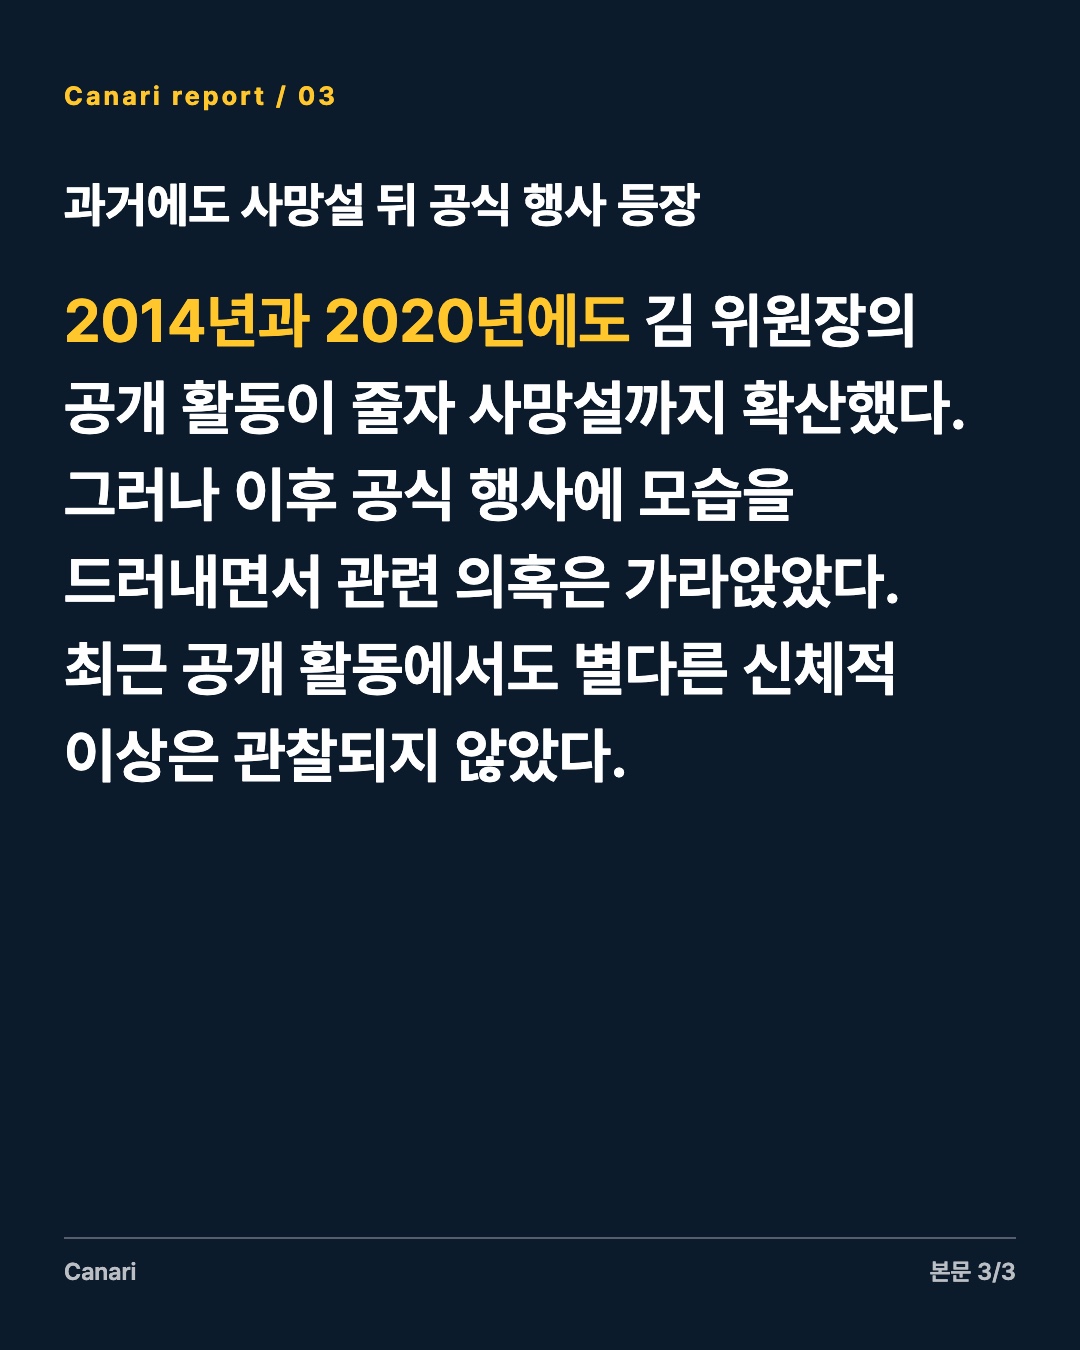 Canari report / 03
과거에도 사망설 뒤 공식 행사 등장
2014년과 2020년에도 김 위원장의
공개 활동이 줄자 사망설까지 확산했다.
그러나 이후 공식 행사에 모습을
드러내면서 관련 의혹은 가라앉았다.
최근 공개 활동에서도 별다른 신체적
이상은 관찰되지 않았다.
Canari
본문 3/3